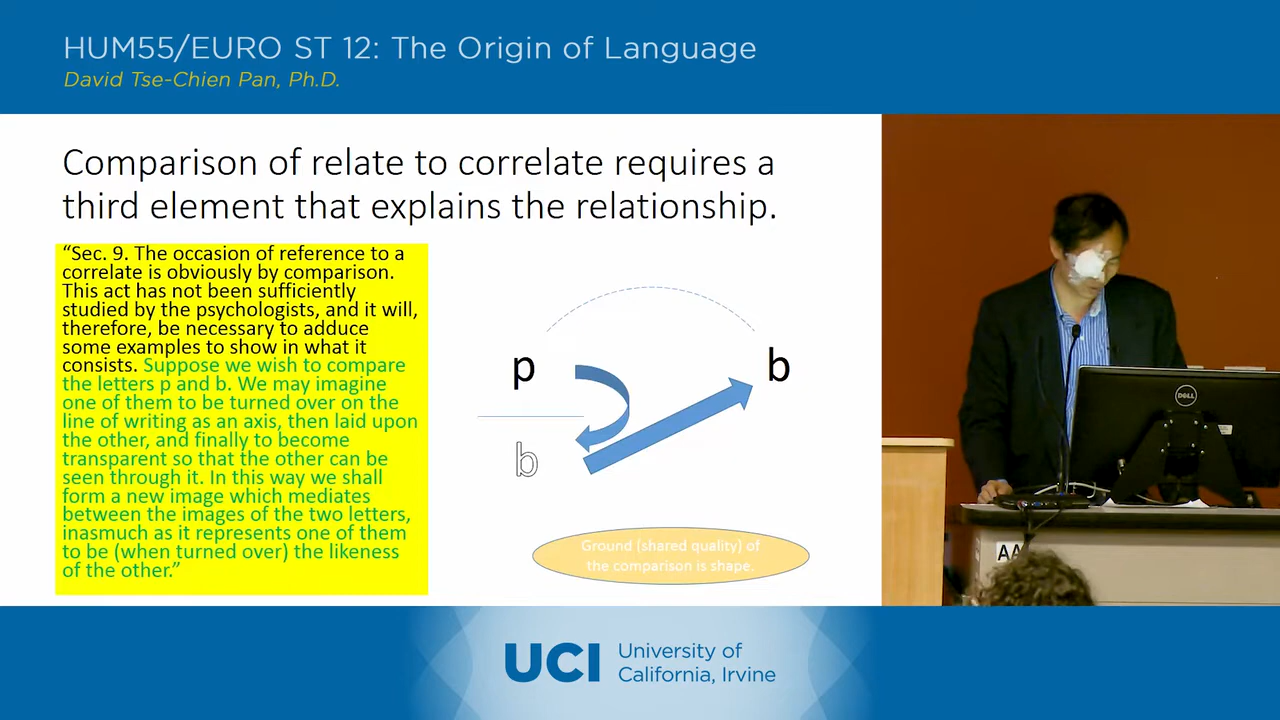 HUM55/EURO ST 12: The Origin of Language
David Tse-Chien Pan, Ph.D.
Comparison of relate to correlate requires a
third element that explains the relationship.
“Sec. 9. The occasion of reference to a
correlate is obviously by comparison.
This act has not been sufficiently
studied by the psychologists, and it will,
therefore, be necessary to adduce
some examples to show in what it
consists. Suppose we wish to compare
the letters p and b. We may imagine
one of them to be turned over on the
line of writing as an axis, then laid upon
the other, and finally to become
transparent so that the other can be
seen through it. In this way we shall
form a new image which mediates
between the images of the two letters,
inasmuch as it represents one of them
to be (when turned over) the likeness
of the other.”
p
b
b
Ground (shared quality) of
the comparison is shape.
DELL
AA
UCI
University of
California, Irvine